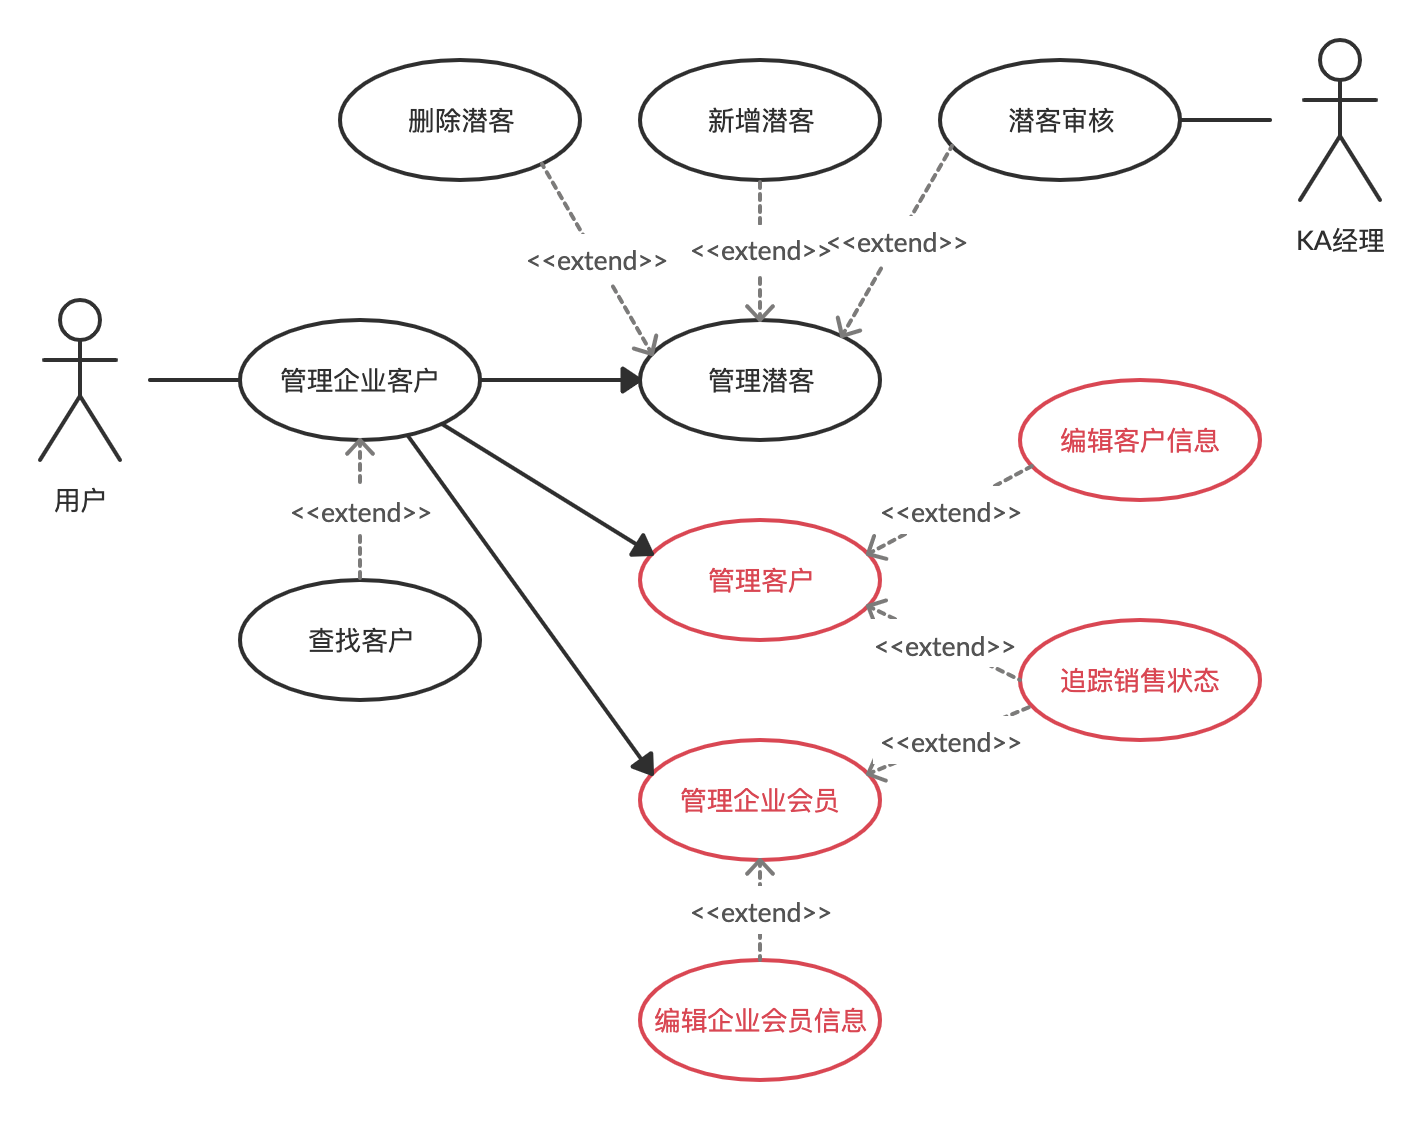 删除潜客
新增潜客
潜客审核
KA经理
<<extend>>
<<extend>>
<<extend>>
用户
管理企业客户
管理潜客
<<extend>>
查找客户
编辑客户信息
<<extend>>
管理客户
<<extend>>
追踪销售状态
<<extend>>
管理企业会员
<<extend>>
编辑企业会员信息